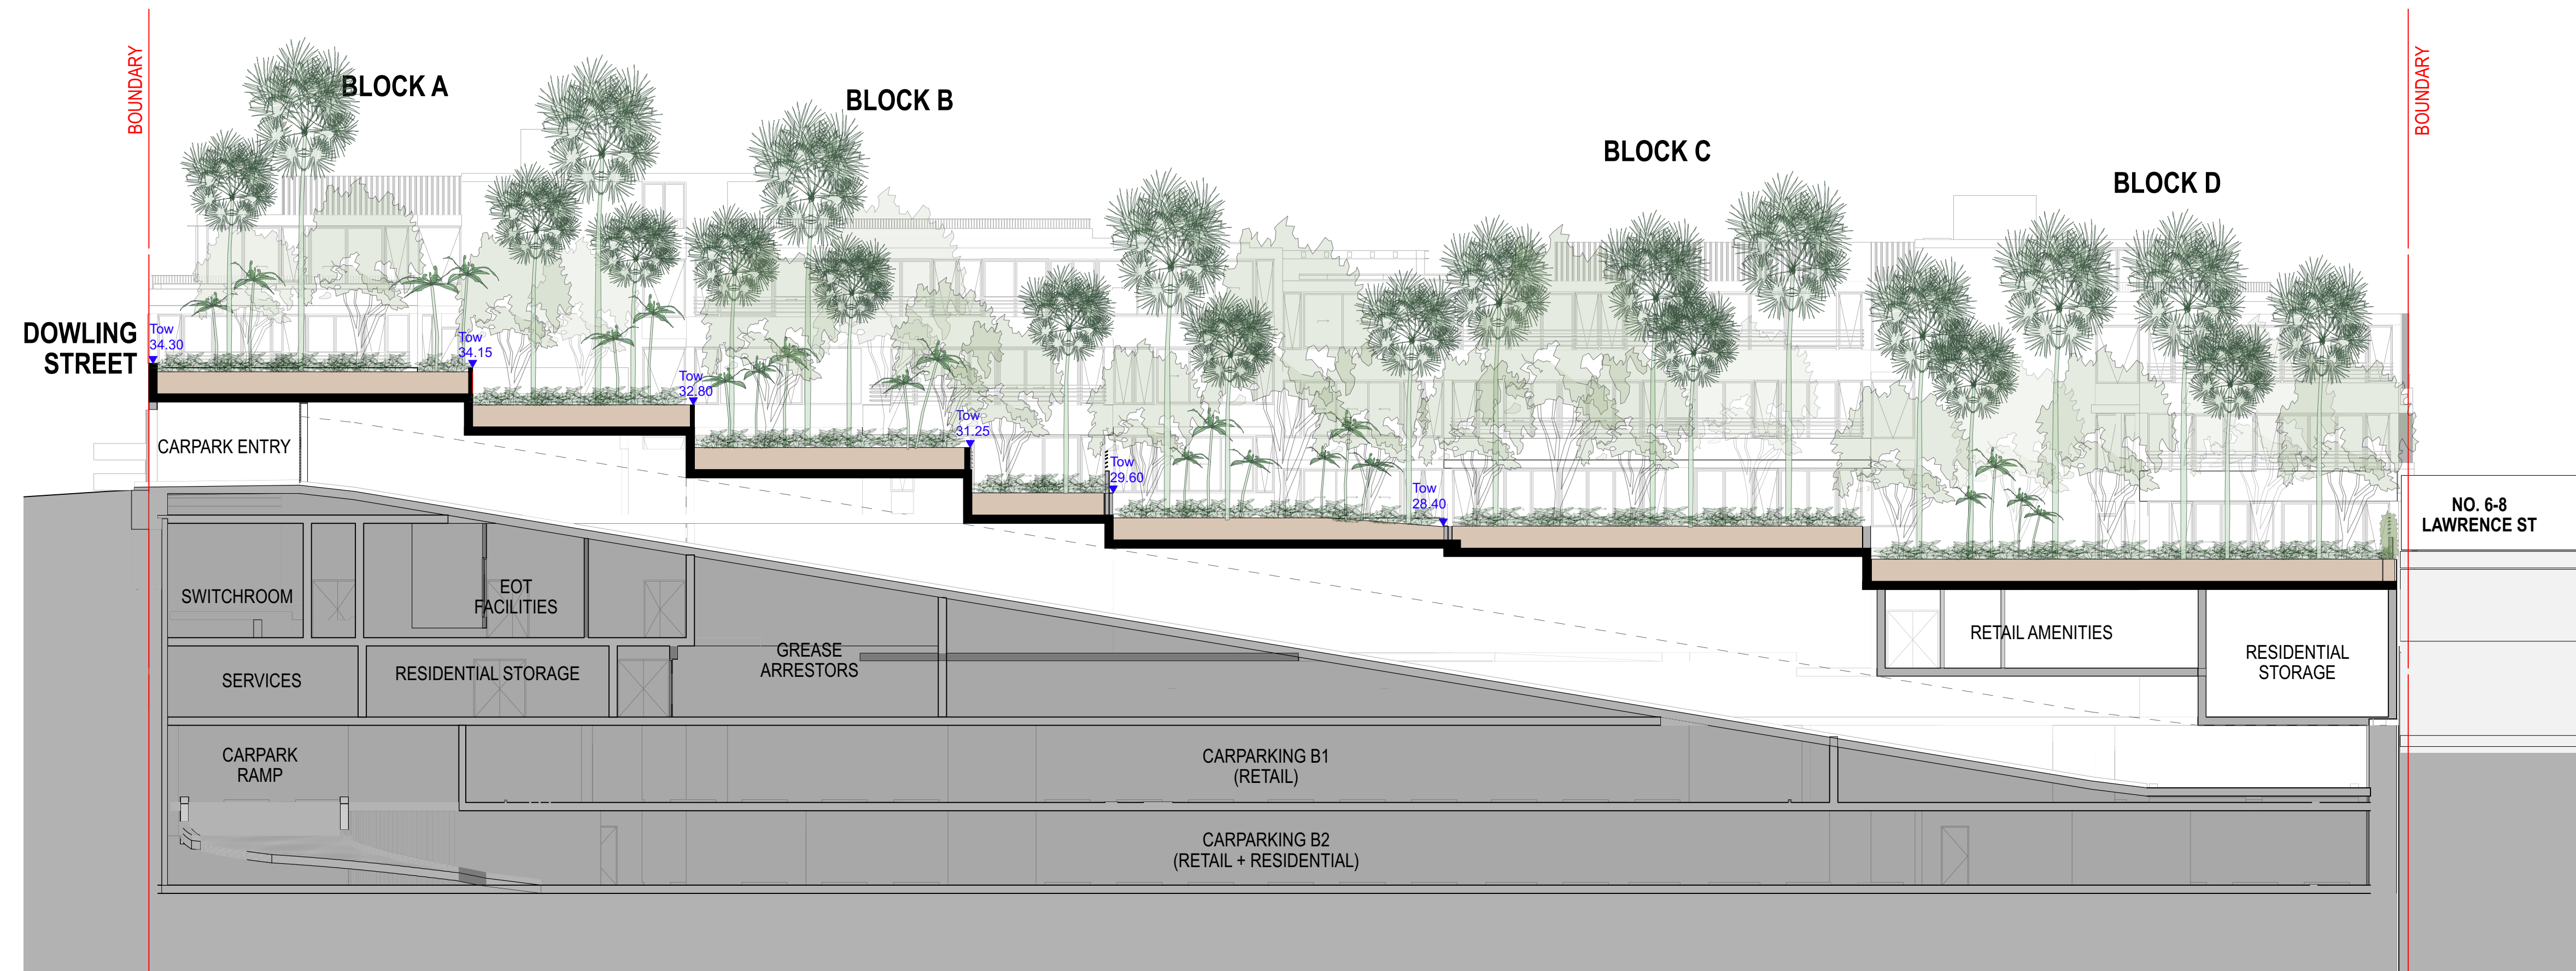 BOUNDARY
BLOCK A
BLOCK B
BLOCK C
BLOCK D
BOUNDARY
DOWLING
STREET
Tow
34.30
Tow
34.15
Tow
32.80
Tow
31.25
Tow
29.60
Tow
28.40
CARPARK ENTRY
NO. 6-8
LAWRENCE ST
SWITCHROOM
EOT
FACILITIES
GREASE
ARRESTORS
RETAIL AMENITIES
RESIDENTIAL
STORAGE
SERVICES
RESIDENTIAL STORAGE
CARPARK
RAMP
CARPARKING B1
(RETAIL)
CARPARKING B2
(RETAIL + RESIDENTIAL)